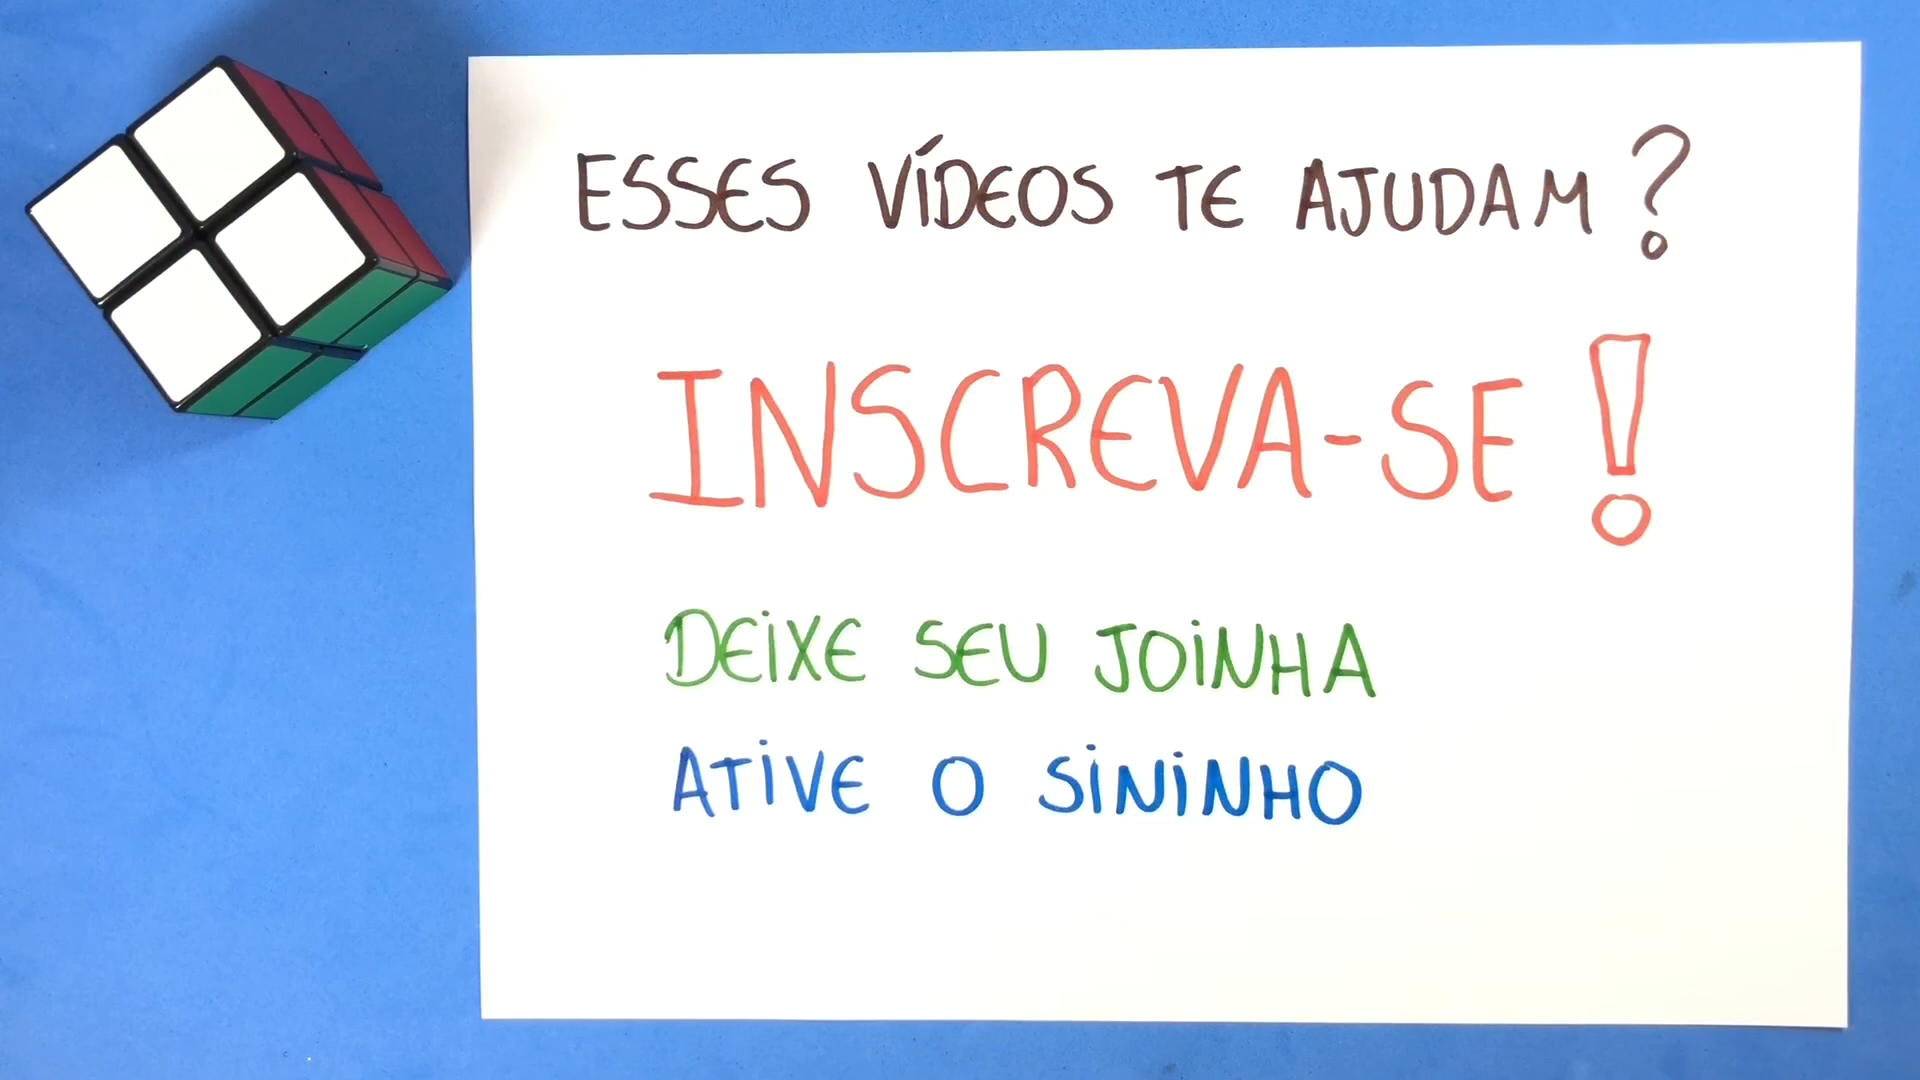 ESSES VÍDEOS TE AJUDAM?
INSCREVA-SE!
DEIXE SEU JOINHA
ATIVE O SININHO